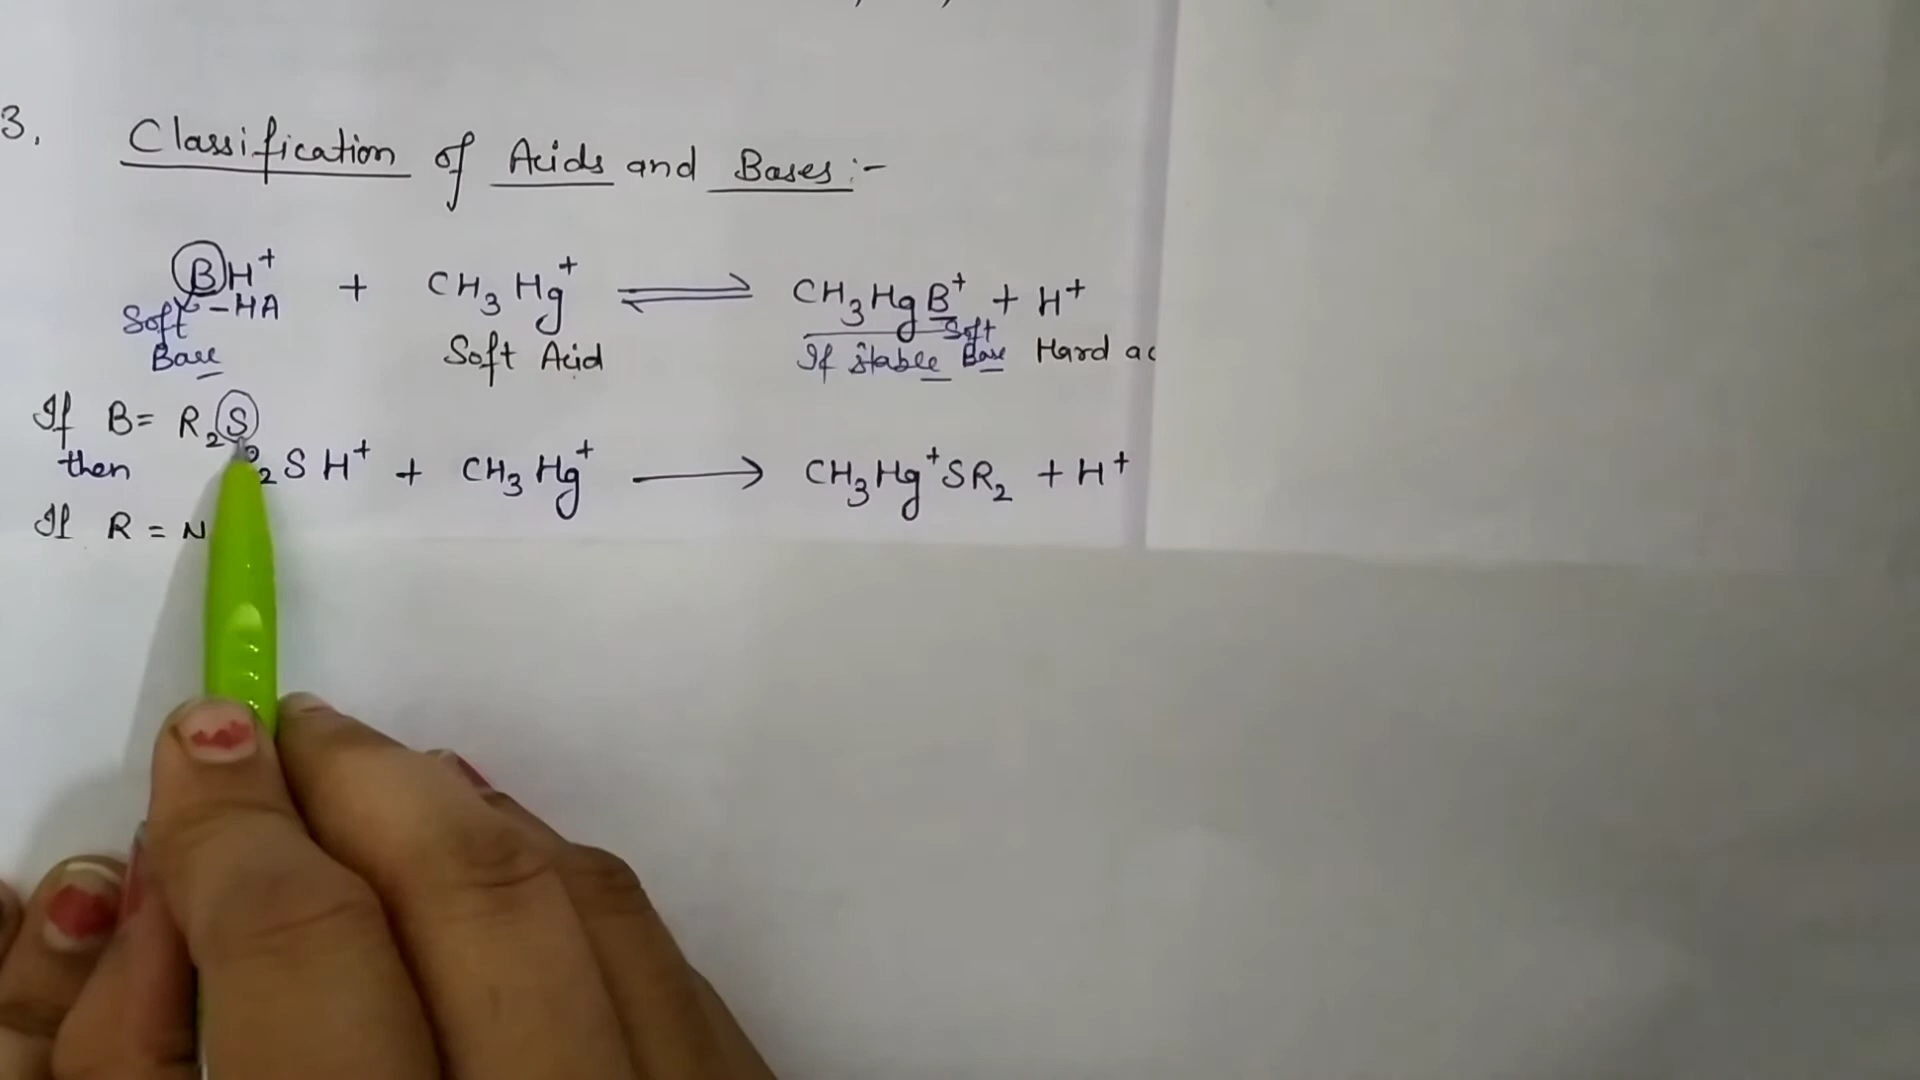 3. Classification of Acids and Bases :-
BH+ + CH3Hg+ ⇌ CH3HgB+ + H+
Soft - HA Soft
Base Soft Acid If stable Base Hard ac
If B = R2S
then 2SH+ + CH3Hg+ → CH3Hg+SR2 + H+
If R = N